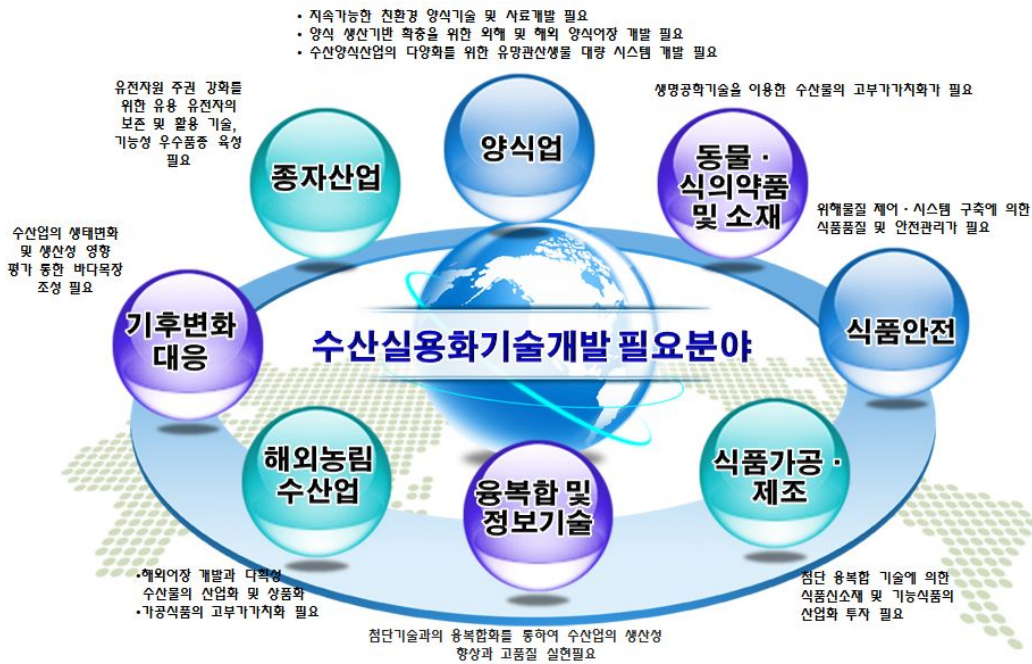 • 지속가능한 친환경 양식기술 및 사료개발 필요
• 양식 생산기반 확충을 위한 외해 및 해외 양식어장 개발 필요
• 수산양식산업의 다양화를 위한 유망관산생물 대량 시스템 개발 필요
유전자원 주권 강화를
위한 유용 유전자의
보존 및 활용 기술,
기능성 우수품종 육성
필요
종자산업
양식업
생명공학기술을 이용한 수산물의 고부가가치화가 필요
동물 ·
식의약품
및 소재
위해물질 제어 · 시스템 구축에 의한
식품품질 및 안전관리가 필요
수산업의 생태변화
및 생산성 영향
평가 통한 바다목장
조성 필요
기후변화
대응
수산실용화기술개발 필요분야
식품안전
해외농림
수산업
융복합 및
정보기술
식품가공 ·
제조
•해외어장 개발과 다획성
수산물의 산업화 및 상품화
•가공식품의 고부가가치화 필요
첨단 융복합 기술에 의한
식품신소재 및 기능식품의
산업화 투자 필요
첨단기술과의 융복합화를 통하여 수산업의 생산성
향상과 고품질 실현필요